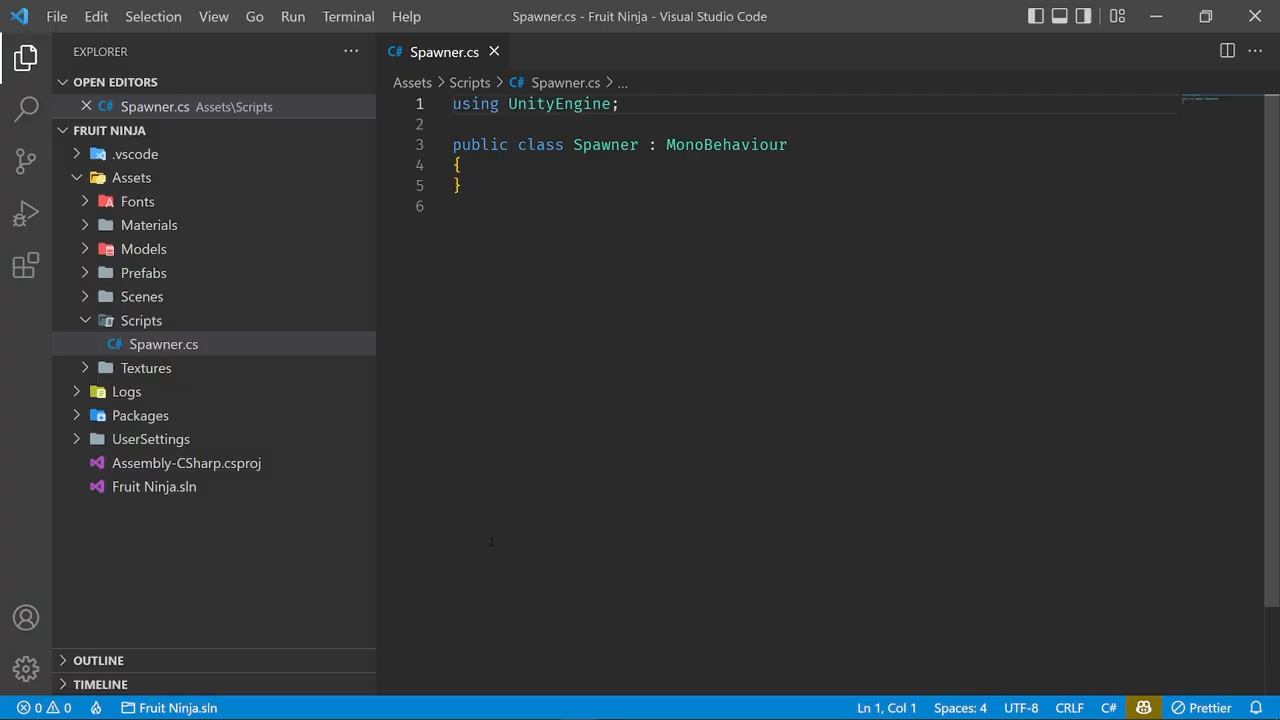 File Edit Selection View Go Run Terminal Help Spawner.cs - Fruit Ninja - Visual Studio Code
EXPLORER
OPEN EDITORS
C# Spawner.cs Assets\Scripts
FRUIT NINJA
.vscode
Assets
Fonts
Materials
Models
Prefabs
Scenes
Scripts
C# Spawner.cs
Textures
Logs
Packages
UserSettings
Assembly-CSharp.csproj
Fruit Ninja.sln
OUTLINE
TIMELINE
C# Spawner.cs
Assets > Scripts > C# Spawner.cs > ...
1 using UnityEngine;
2
3 public class Spawner : MonoBehaviour
4 {
5 }
6
0 0 Fruit Ninja.sln Ln 1, Col 1 Spaces: 4 UTF-8 CRLF C# Prettier